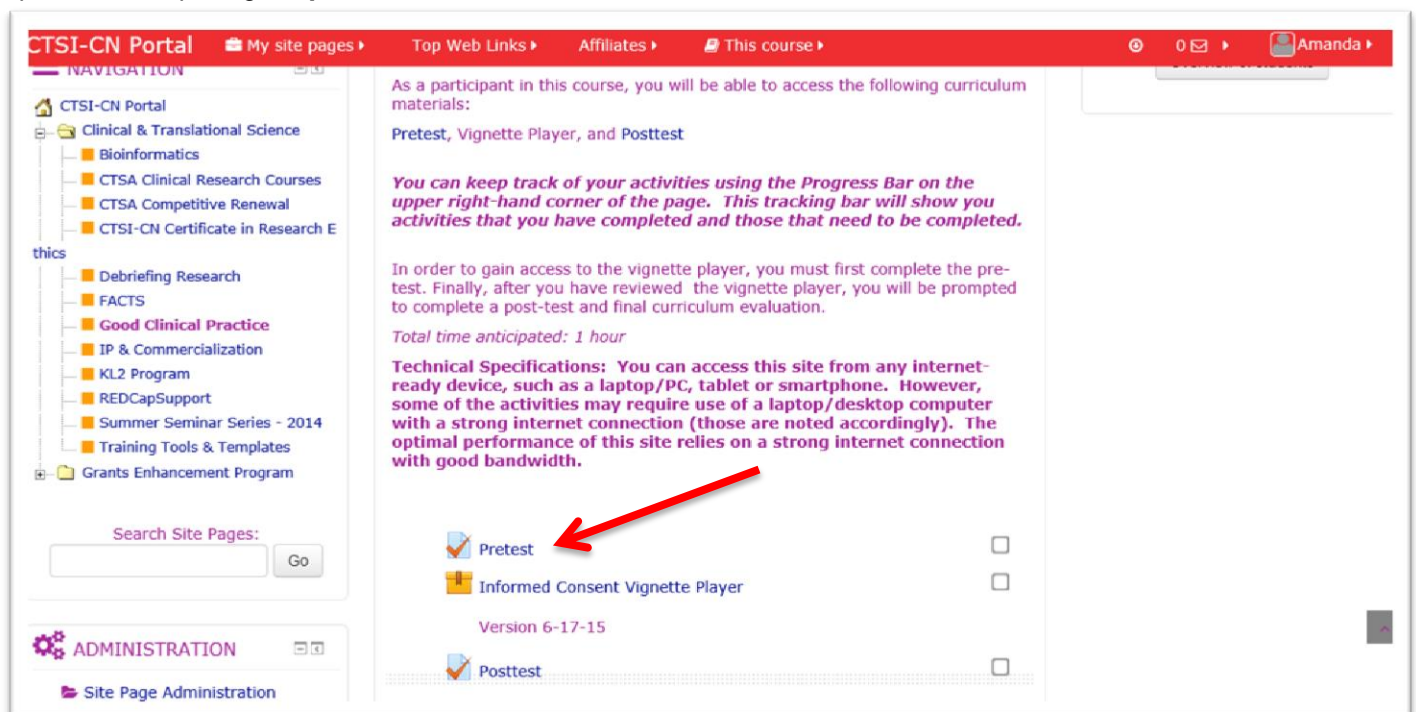 CTSI-CN Portal My site pages Top Web Links Affiliates This course 0 Amanda
NAVIGATION
CTSI-CN Portal
Clinical & Translational Science
Bioinformatics
CTSA Clinical Research Courses
CTSA Competitive Renewal
CTSI-CN Certificate in Research E
thics
Debriefing Research
FACTS
Good Clinical Practice
IP & Commercialization
KL2 Program
REDCapSupport
Summer Seminar Series - 2014
Training Tools & Templates
Grants Enhancement Program
Search Site Pages:
Go
ADMINISTRATION
Site Page Administration
As a participant in this course, you will be able to access the following curriculum
materials:
Pretest, Vignette Player, and Posttest
You can keep track of your activities using the Progress Bar on the
upper right-hand corner of the page. This tracking bar will show you
activities that you have completed and those that need to be completed.
In order to gain access to the vignette player, you must first complete the pre-
test. Finally, after you have reviewed the vignette player, you will be prompted
to complete a post-test and final curriculum evaluation.
Total time anticipated: 1 hour
Technical Specifications: You can access this site from any internet-
ready device, such as a laptop/PC, tablet or smartphone. However,
some of the activities may require use of a laptop/desktop computer
with a strong internet connection (those are noted accordingly). The
optimal performance of this site relies on a strong internet connection
with good bandwidth.
Pretest
Informed Consent Vignette Player
Version 6-17-15
Posttest